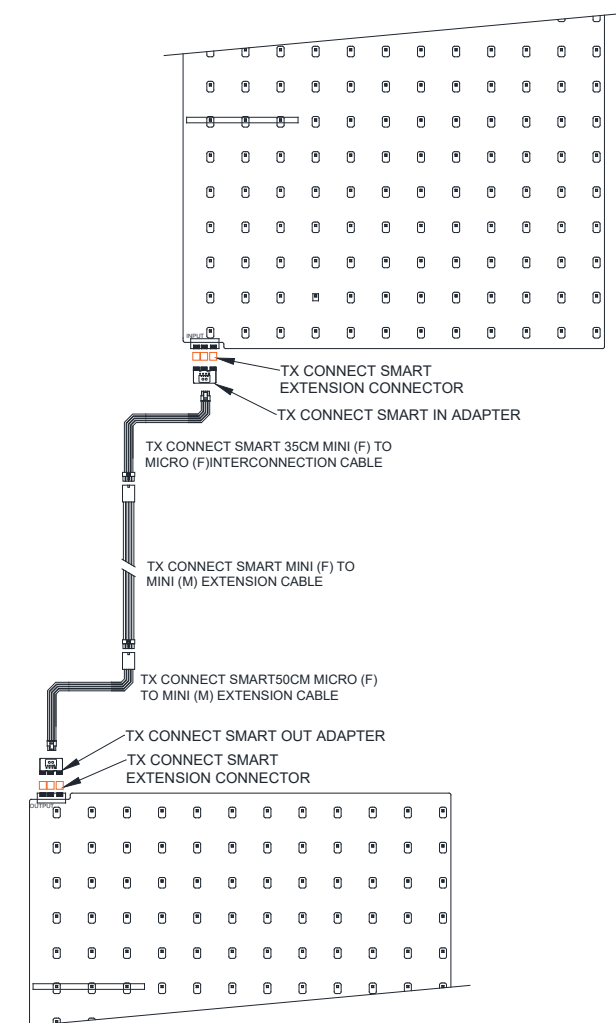 INPUT
TX CONNECT SMART
EXTENSION CONNECTOR
TX CONNECT SMART IN ADAPTER
TX CONNECT SMART 35CM MINI (F) TO
MICRO (F)INTERCONNECTION CABLE
TX CONNECT SMART MINI (F) TO
MINI (M) EXTENSION CABLE
TX CONNECT SMART50CM MICRO (F)
TO MINI (M) EXTENSION CABLE
TX CONNECT SMART OUT ADAPTER
TX CONNECT SMART
EXTENSION CONNECTOR
OUTPUT